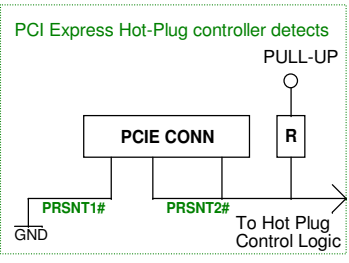 PCI Express Hot-Plug controller detects
PULL-UP
PCIE CONN
R
PRSNT1#
PRSNT2#
GND
To Hot Plug
Control Logic